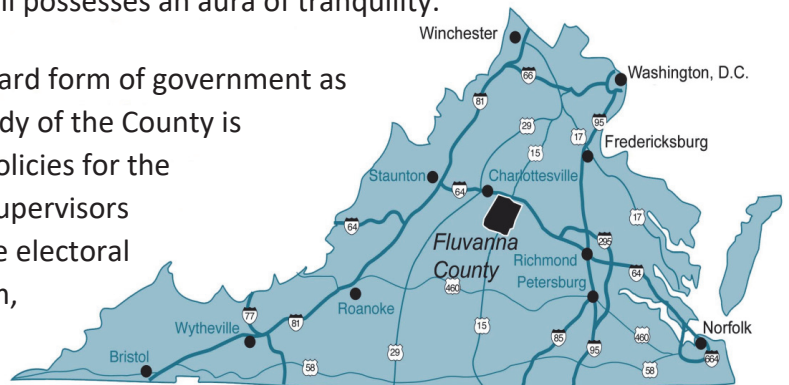 ll possesses an aura of tranquility.
ard form of government as
dy of the County is
olicies for the
upervisors
e electoral
n,
Winchester
Washington, D.C.
66
81
29
95
17
15
Fredericksburg
Staunton
64
Charlottesville
64
17
Fluvanna
County
295
Richmond
64
Petersburg
460
77
81
Roanoke
Wytheville
15
85
95
460
Norfolk
664
Bristol
58
29
58